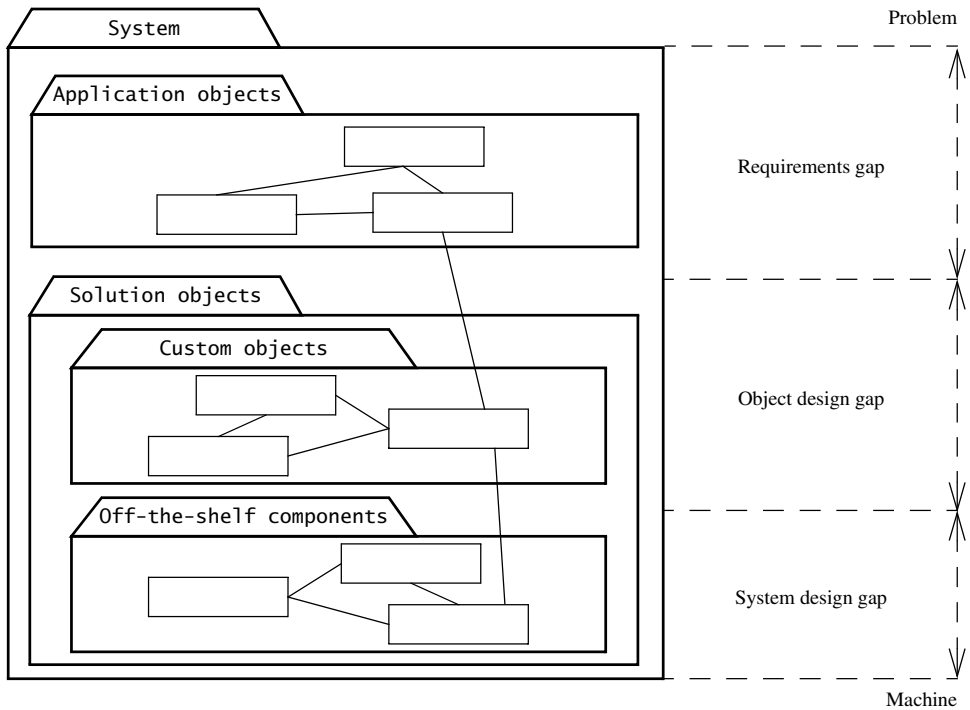 Problem
System
Application objects
Requirements gap
Solution objects
Custom objects
Object design gap
Off-the-shelf components
System design gap
Machine